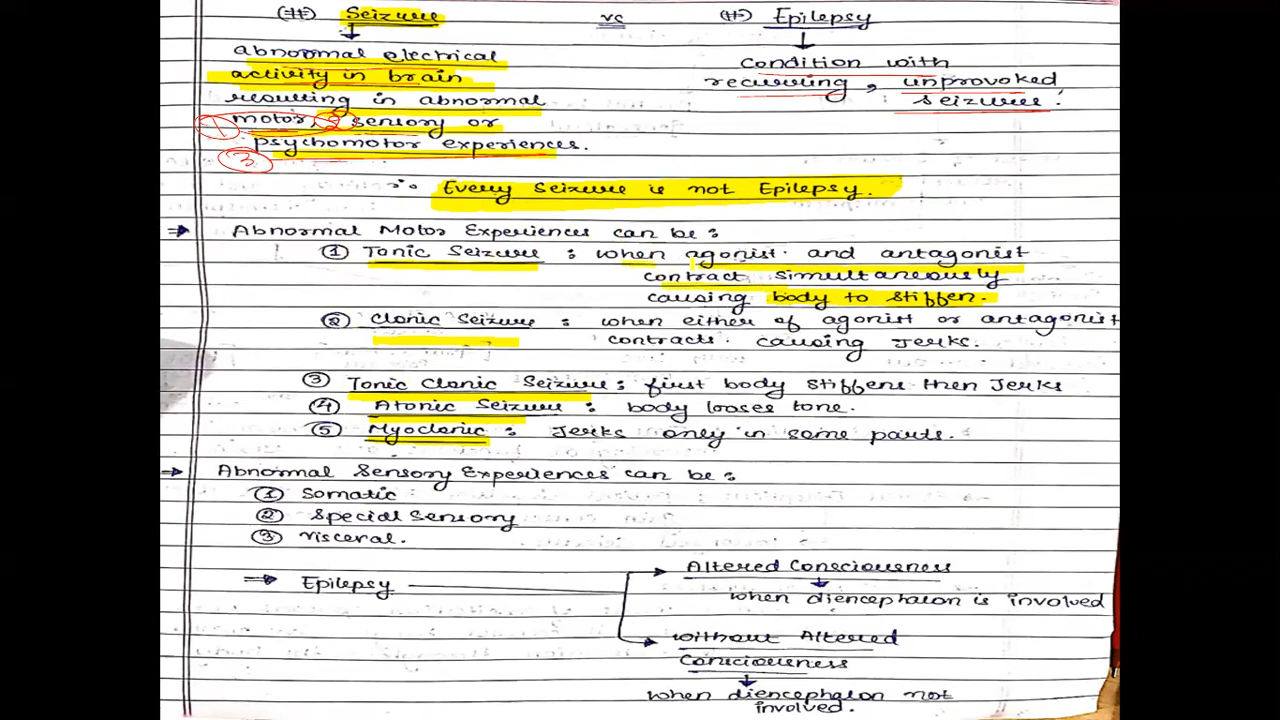 (#) Seizure vs (#) Epilepsy
abnormal electrical
activity in brain
resulting in abnormal
① motor, ② sensory or
③ psychomotor experiences.
Condition with
recurring, unprovoked
seizures.
∴ Every Seizure is not Epilepsy.
⇒ Abnormal Motor Experiences can be:
① Tonic Seizure : when agonist and antagonist
contract simultaneously
causing body to stiffen.
② Clonic Seizure : when either of agonist or antagonist
contracts causing Jerks.
③ Tonic Clonic Seizure: first body stiffens then Jerks
④ Atonic Seizure : body looses tone.
⑤ Myoclonic : Jerks only in some parts.
⇒ Abnormal Sensory Experiences can be:
① Somatic
② Special Sensory
③ Visceral.
⇒ Epilepsy
Altered Consciousness
when diencephalon is involved
without Altered
Consciousness
when diencephalon not
involved.